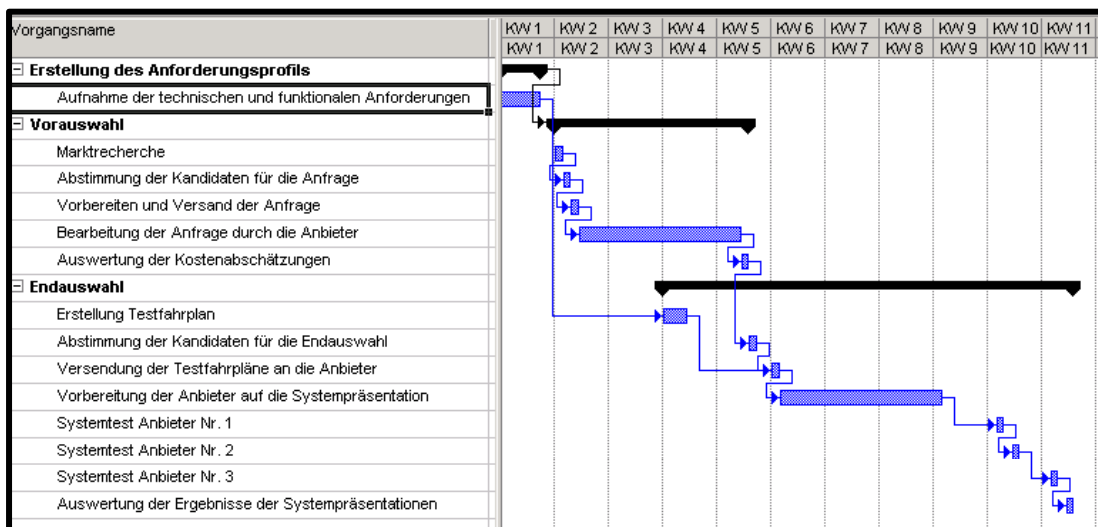 Vorgangsname
KW 1 KW 2 KW 3 KW 4 KW 5 KW 6 KW 7 KW 8 KW 9 KW 10 KW 11
KW 1 KW 2 KW 3 KW 4 KW 5 KW 6 KW 7 KW 8 KW 9 KW 10 KW 11
Erstellung des Anforderungsprofils
Aufnahme der technischen und funktionalen Anforderungen
Vorauswahl
Marktrecherche
Abstimmung der Kandidaten für die Anfrage
Vorbereiten und Versand der Anfrage
Bearbeitung der Anfrage durch die Anbieter
Auswertung der Kostenabschätzungen
Endauswahl
Erstellung Testfahrplan
Abstimmung der Kandidaten für die Endauswahl
Versendung der Testfahrpläne an die Anbieter
Vorbereitung der Anbieter auf die Systempräsentation
Systemtest Anbieter Nr. 1
Systemtest Anbieter Nr. 2
Systemtest Anbieter Nr. 3
Auswertung der Ergebnisse der Systempräsentationen